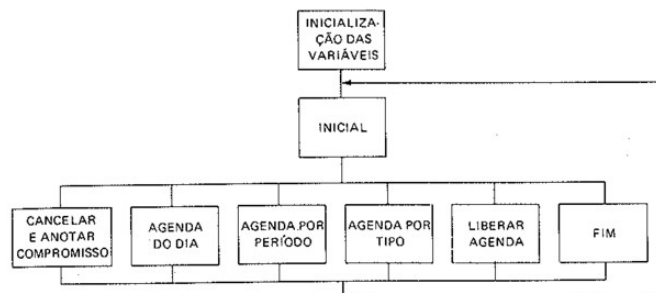 INICIALIZA-
ÇÃO DAS
VARIÁVEIS
INICIAL
CANCELAR
E ANOTAR
COMPROMISSO
AGENDA
DO DIA
AGENDA.POR
PERÍODO
AGENDA POR
TIPO
LIBERAR
AGENDA
FIM